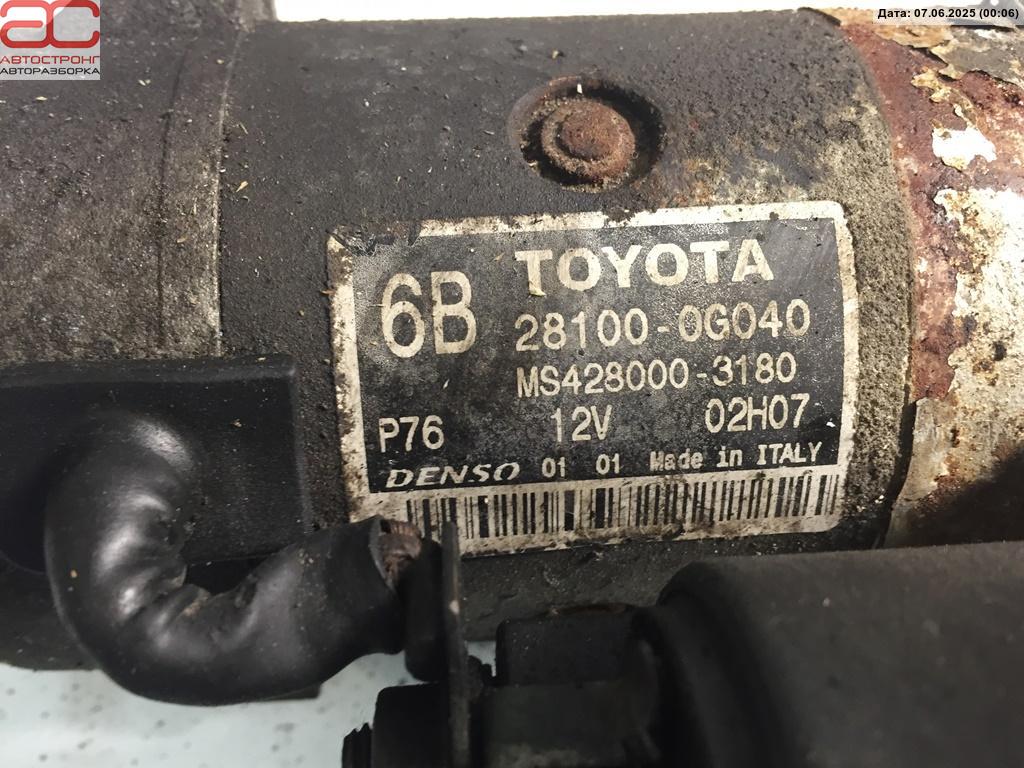 Дата: 07.06.2025 (00:06)
ас
АВТОСТРОНГ
АВТОРАЗБОРКА
6B TOYOTA
28100-0G040
MS428000-3180
P76 12V 02H07
DENSO 01 01 Made in ITALY